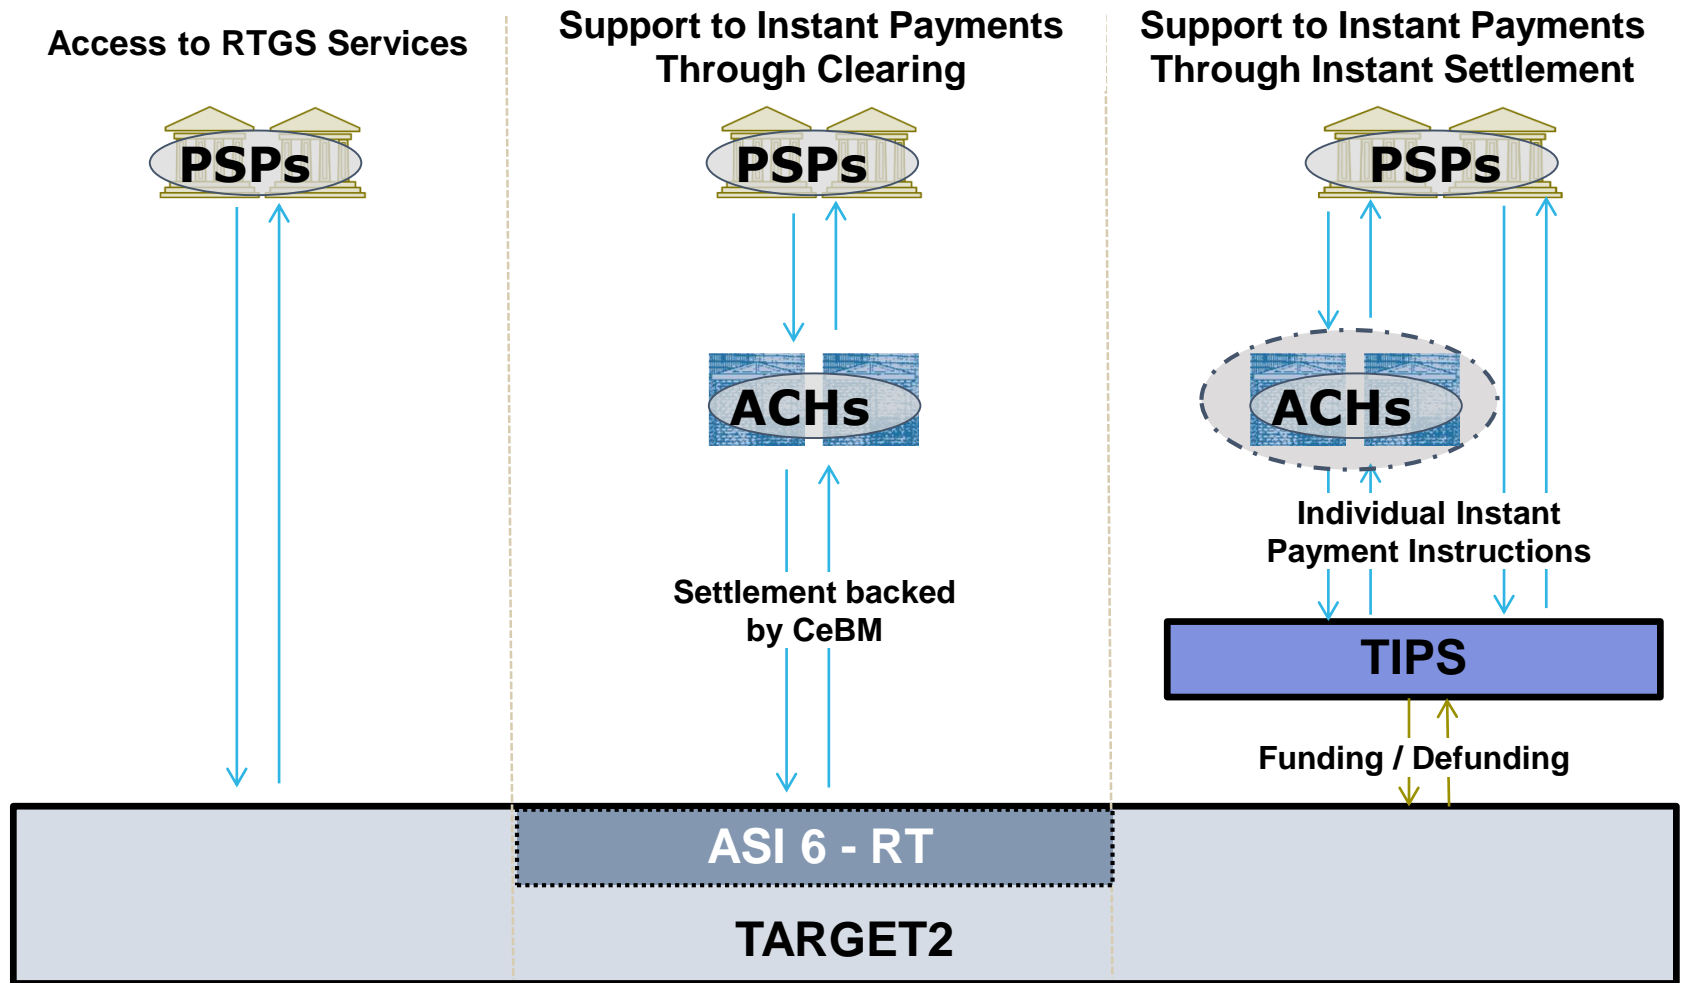 Access to RTGS Services
PSPs
Support to Instant Payments
Through Clearing
PSPs
ACHs
Settlement backed
by CeBM
Support to Instant Payments
Through Instant Settlement
PSPs
ACHs
Individual Instant
Payment Instructions
TIPS
Funding / Defunding
ASI 6 - RT
TARGET2